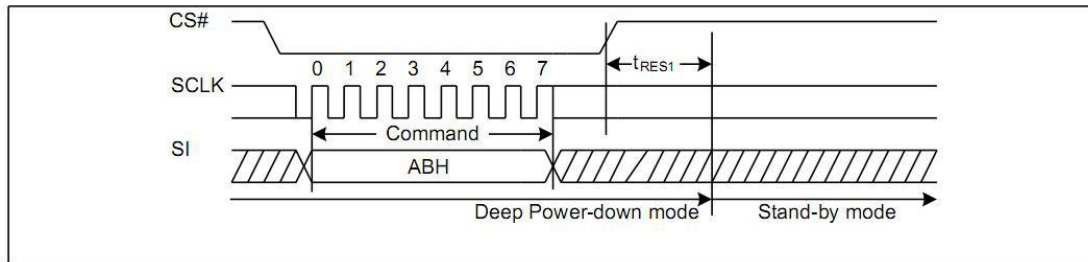 CS#
tRES1
0 1 2 3 4 5 6 7
SCLK
Command
SI
ABH
Deep Power-down mode Stand-by mode